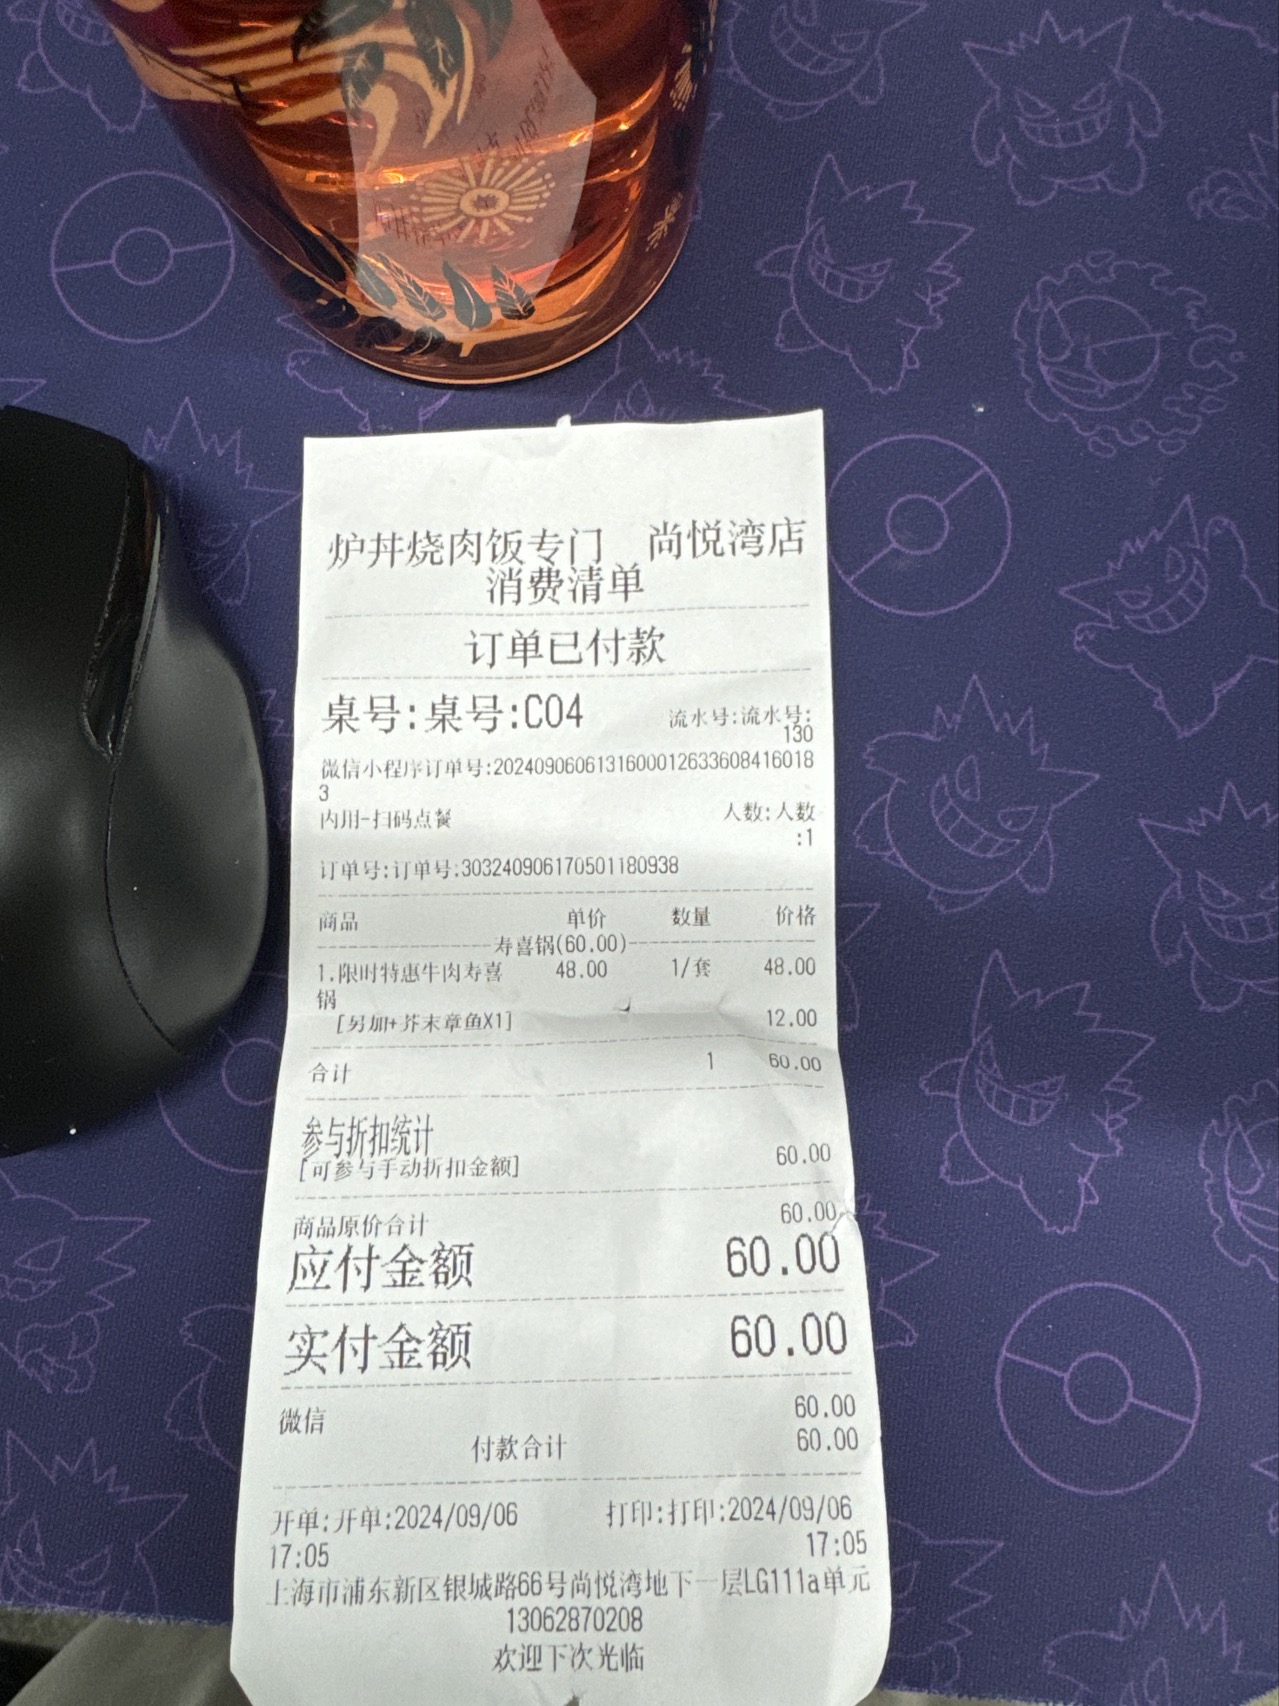 炉丼烧肉饭专门 尚悦湾店
消费清单
订单已付款
桌号:桌号:C04 流水号:流水号:
130
微信小程序订单号:2024090606131600012633608416018
3
内用-扫码点餐 人数:人数
:1
订单号:订单号:303240906170501180938
商品 单价 数量 价格
寿喜锅(60.00)
1.限时特惠牛肉寿喜 48.00 1/套 48.00
锅
[另加+芥末章鱼X1] 12.00
合计 1 60.00
参与折扣统计
[可参与手动折扣金额] 60.00
商品原价合计 60.00
应付金额 60.00
实付金额 60.00
微信 60.00
付款合计 60.00
开单:开单:2024/09/06 打印:打印:2024/09/06
17:05 17:05
上海市浦东新区银城路66号尚悦湾地下一层LG111a单元
13062870208
欢迎下次光临